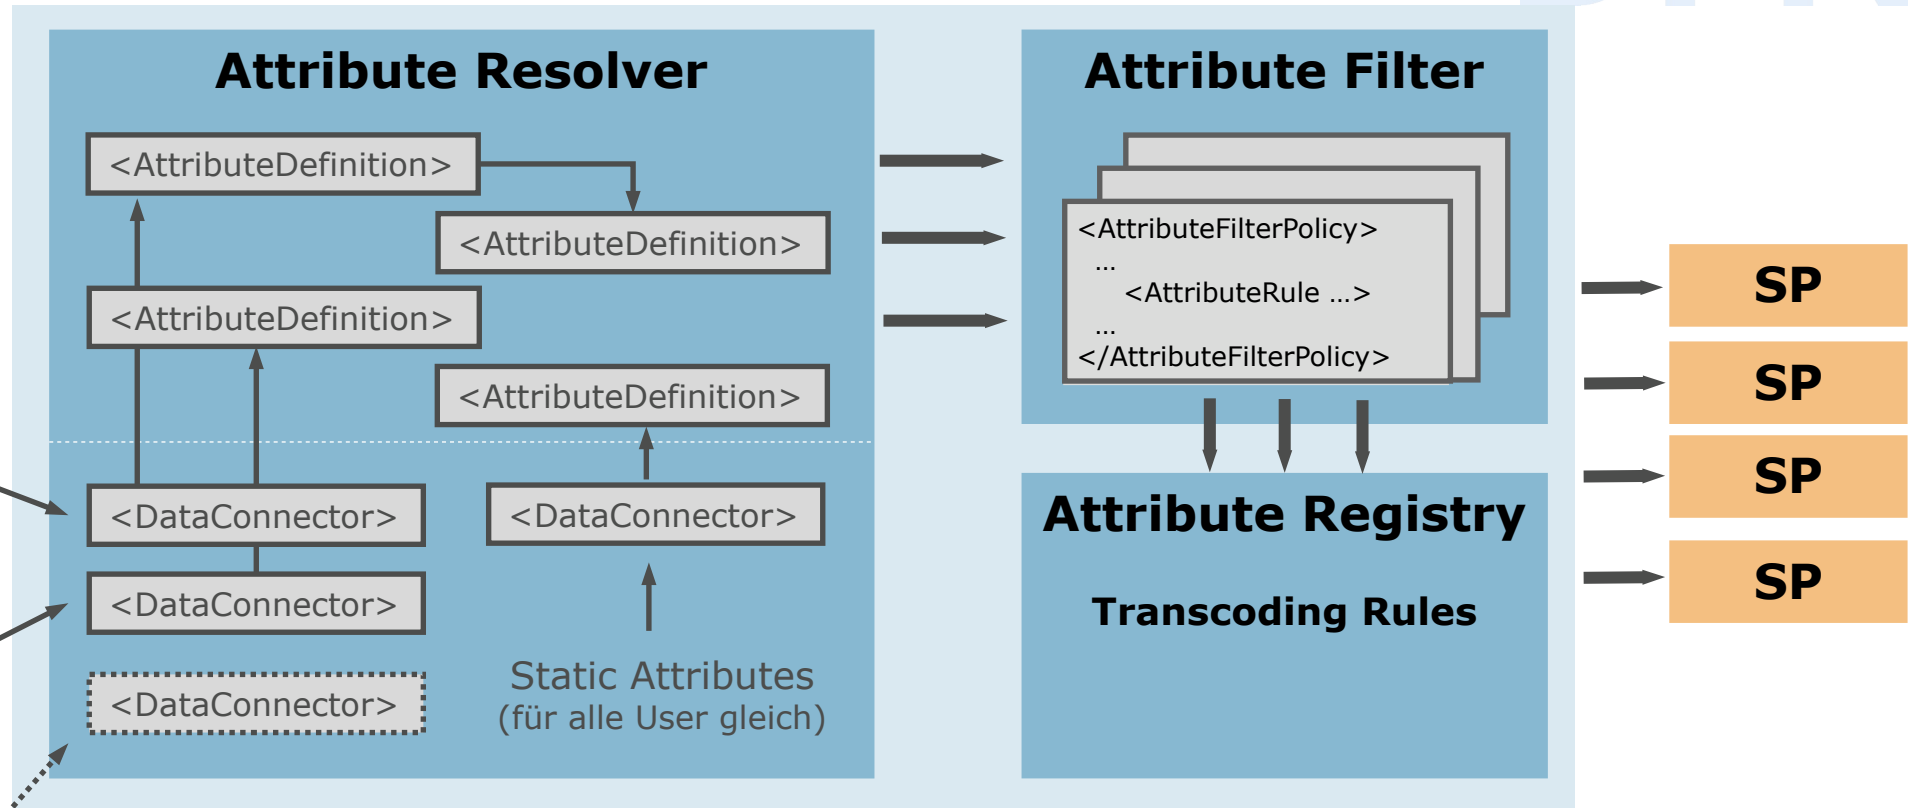 Attribute Resolver
<AttributeDefinition>
<AttributeDefinition>
<AttributeDefinition>
<AttributeDefinition>
<DataConnector>
<DataConnector>
<DataConnector>
<DataConnector>
Static Attributes
(für alle User gleich)
Attribute Filter
<AttributeFilterPolicy>
...
<AttributeRule ...>
...
</AttributeFilterPolicy>
Attribute Registry
Transcoding Rules
SP
SP
SP
SP